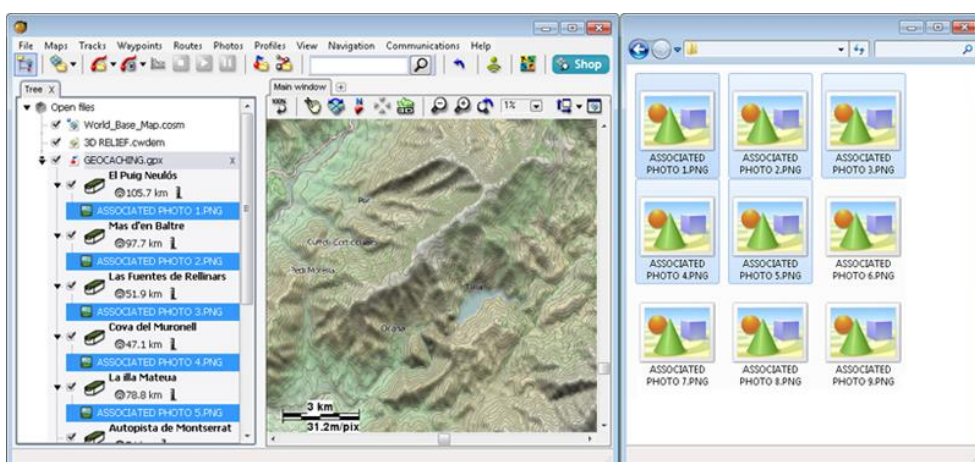 File Maps Tracks Waypoints Routes Photos Profiles View Navigation Communications Help
Shop
Tree X
Open files
World_Base_Map.cosm
3D RELIEF.cwdem
GEOCACHING.gpx X
El Puig Neulós
105.7 km
ASSOCIATED PHOTO 1.PNG
Mas d'en Baltre
97.7 km
ASSOCIATED PHOTO 2.PNG
Las Fuentes de Rellinars
51.9 km
ASSOCIATED PHOTO 3.PNG
Cova del Muronell
47.1 km
ASSOCIATED PHOTO 4.PNG
La illa Mateua
78.8 km
ASSOCIATED PHOTO 5.PNG
Autopista de Montserrat
Main window
100%
1%
3 km
31.2m/pix
ASSOCIATED
PHOTO 1.PNG
ASSOCIATED
PHOTO 2.PNG
ASSOCIATED
PHOTO 3.PNG
ASSOCIATED
PHOTO 4.PNG
ASSOCIATED
PHOTO 5.PNG
ASSOCIATED
PHOTO 6.PNG
ASSOCIATED
PHOTO 7.PNG
ASSOCIATED
PHOTO 8.PNG
ASSOCIATED
PHOTO 9.PNG